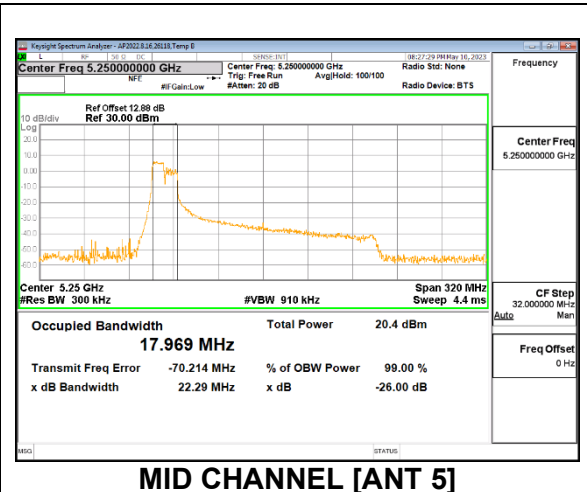 Keysight Spectrum Analyzer - AP2022.8.16.26118,Temp B
L RF 50 Ω DC SENSE:INT 08:27:29 PM May 10, 2023
Center Freq 5.250000000 GHz Center Freq: 5.250000000 GHz Radio Std: None Frequency
NFE Trig: Free Run Avg|Hold: 100/100
#IFGain:Low #Atten: 20 dB Radio Device: BTS
Ref Offset 12.88 dB
10 dB/div Ref 30.00 dBm
Log
20.0
10.0
0.00
-10.0
-20.0
-30.0
-40.0
-50.0
-60.0
Center Freq
5.250000000 GHz
Center 5.25 GHz Span 320 MHz
#Res BW 300 kHz #VBW 910 kHz Sweep 4.4 ms
CF Step
32.000000 MHz
Auto Man
Occupied Bandwidth Total Power 20.4 dBm
17.969 MHz
Freq Offset
0 Hz
Transmit Freq Error -70.214 MHz % of OBW Power 99.00 %
x dB Bandwidth 22.29 MHz x dB -26.00 dB
MSG STATUS
MID CHANNEL [ANT 5]